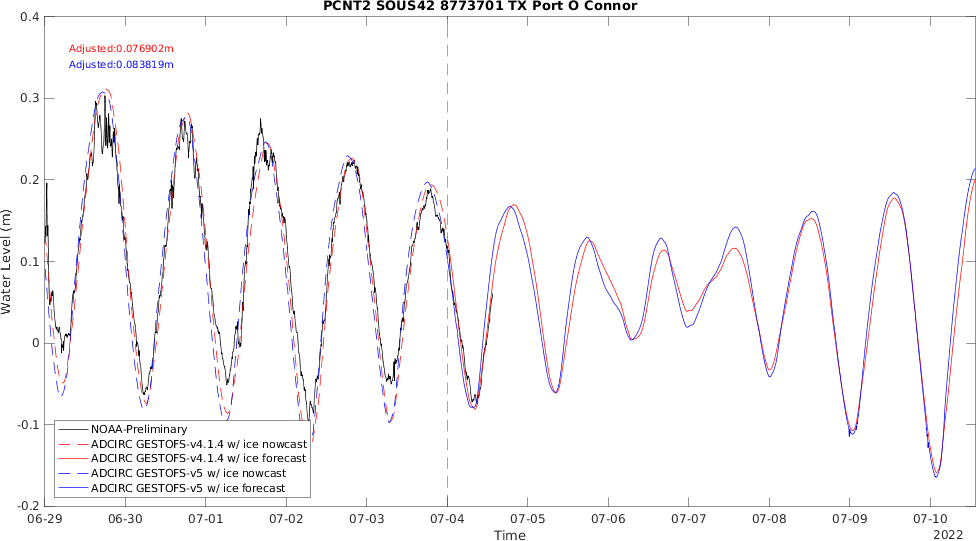 PCNT2 SOUS42 8773701 TX Port O Connor
Adjusted:0.076902m
Adjusted:0.083819m
0.4
0.3
0.2
0.1
0
-0.1
-0.2
Water Level (m)
NOAA-Preliminary
ADCIRC GESTOFS-v4.1.4 w/ ice nowcast
ADCIRC GESTOFS-v4.1.4 w/ ice forecast
ADCIRC GESTOFS-v5 w/ ice nowcast
ADCIRC GESTOFS-v5 w/ ice forecast
06-29 06-30 07-01 07-02 07-03 07-04 07-05 07-06 07-07 07-08 07-09 07-10
Time
2022